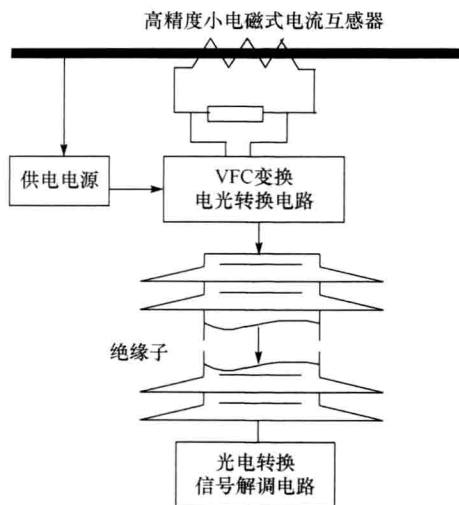 高精度小电磁式电流互感器
供电电源
VFC变换
电光转换电路
绝缘子
光电转换
信号解调电路